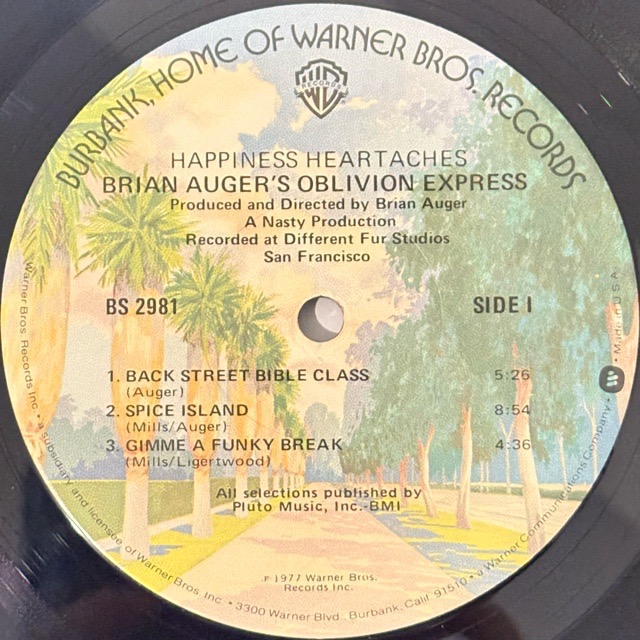 BURBANK, HOME OF WARNER BROS. RECORDS
WB
RECORDS
HAPPINESS HEARTACHES
BRIAN AUGER'S OBLIVION EXPRESS
Produced and Directed by Brian Auger
A Nasty Production
Recorded at Different Fur Studios
San Francisco
BS 2981
SIDE I
1. BACK STREET BIBLE CLASS 5:26
(Auger)
2. SPICE ISLAND 8:54
(Mills/Auger)
3. GIMME A FUNKY BREAK 4:36
(Mills/Ligertwood)
All selections published by
Pluto Music, Inc.-BMI
℗ 1977 Warner Bros.
Records Inc.
Warner Bros. Records Inc. • a subsidiary and licensee of Warner Bros. Inc. • 3300 Warner Blvd., Burbank, Calif. 91510 • a Warner Communications Company • Made in U.S.A.